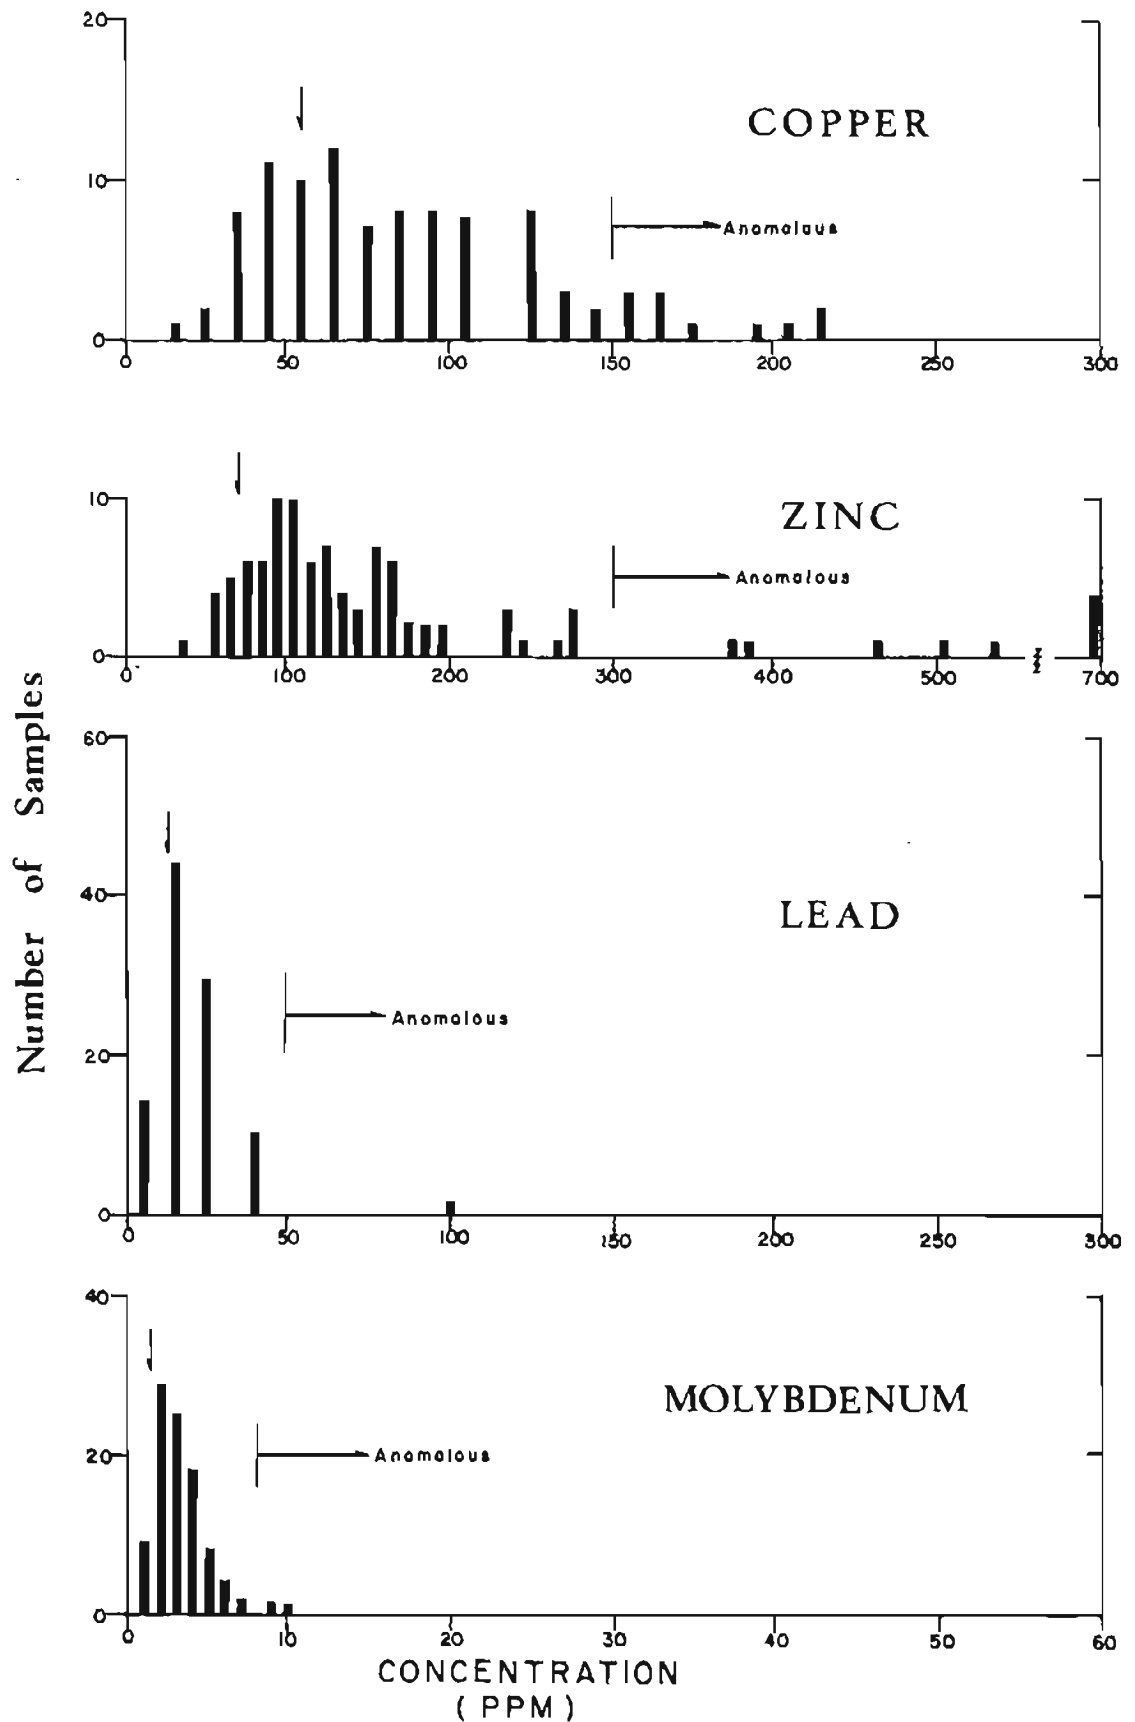 Number of Samples
20
COPPER
10
Anomalous
0
0 50 100 150 200 250 300
10
ZINC
Anomalous
0
0 100 200 300 400 500 700
60
40
LEAD
Anomalous
20
0
0 50 100 150 200 250 300
40
MOLYBDENUM
20
Anomalous
0
0 10 20 30 40 50 60
CONCENTRATION
(PPM)